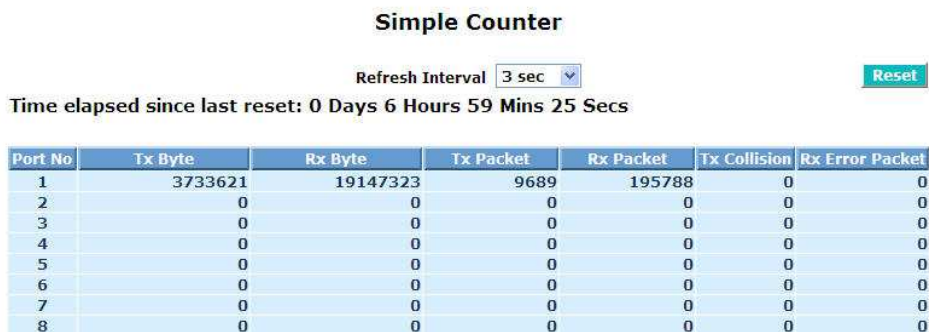 Simple Counter
Refresh Interval 3 sec Reset
Time elapsed since last reset: 0 Days 6 Hours 59 Mins 25 Secs
Port No Tx Byte Rx Byte Tx Packet Rx Packet Tx Collision Rx Error Packet
1 3733621 19147323 9689 195788 0 0
2 0 0 0 0 0 0
3 0 0 0 0 0 0
4 0 0 0 0 0 0
5 0 0 0 0 0 0
6 0 0 0 0 0 0
7 0 0 0 0 0 0
8 0 0 0 0 0 0